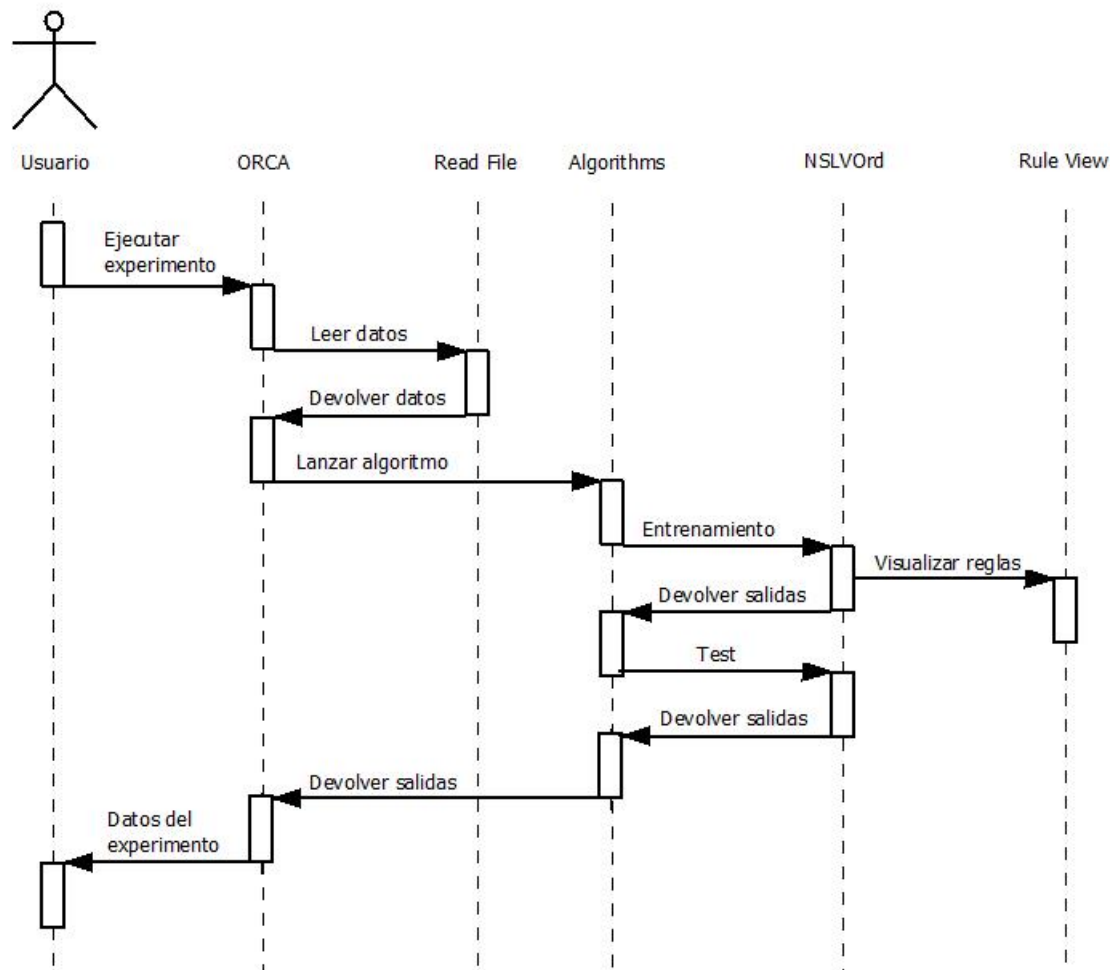 Usuario
ORCA
Read File
Algorithms
NSLVOrd
Rule View
Ejecutar
experimento
Leer datos
Devolver datos
Lanzar algoritmo
Entrenamiento
Visualizar reglas
Devolver salidas
Test
Devolver salidas
Devolver salidas
Datos del
experimento